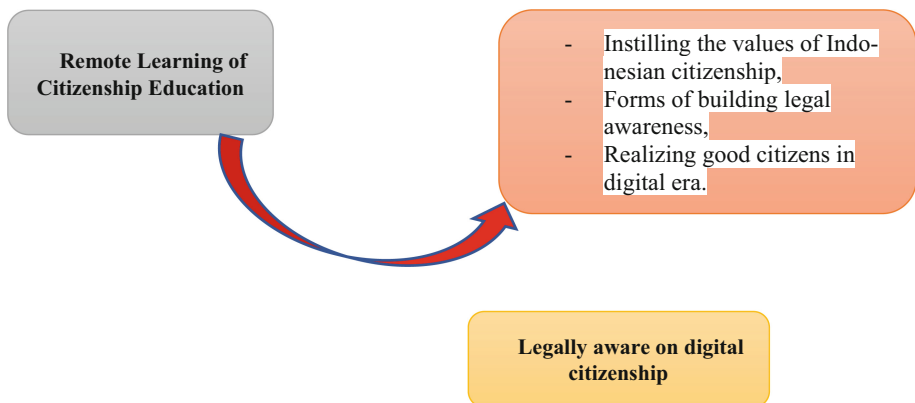 Remote Learning of
Citizenship Education
- Instilling the values of Indo-
nesian citizenship,
- Forms of building legal
awareness,
- Realizing good citizens in
digital era.
Legally aware on digital
citizenship